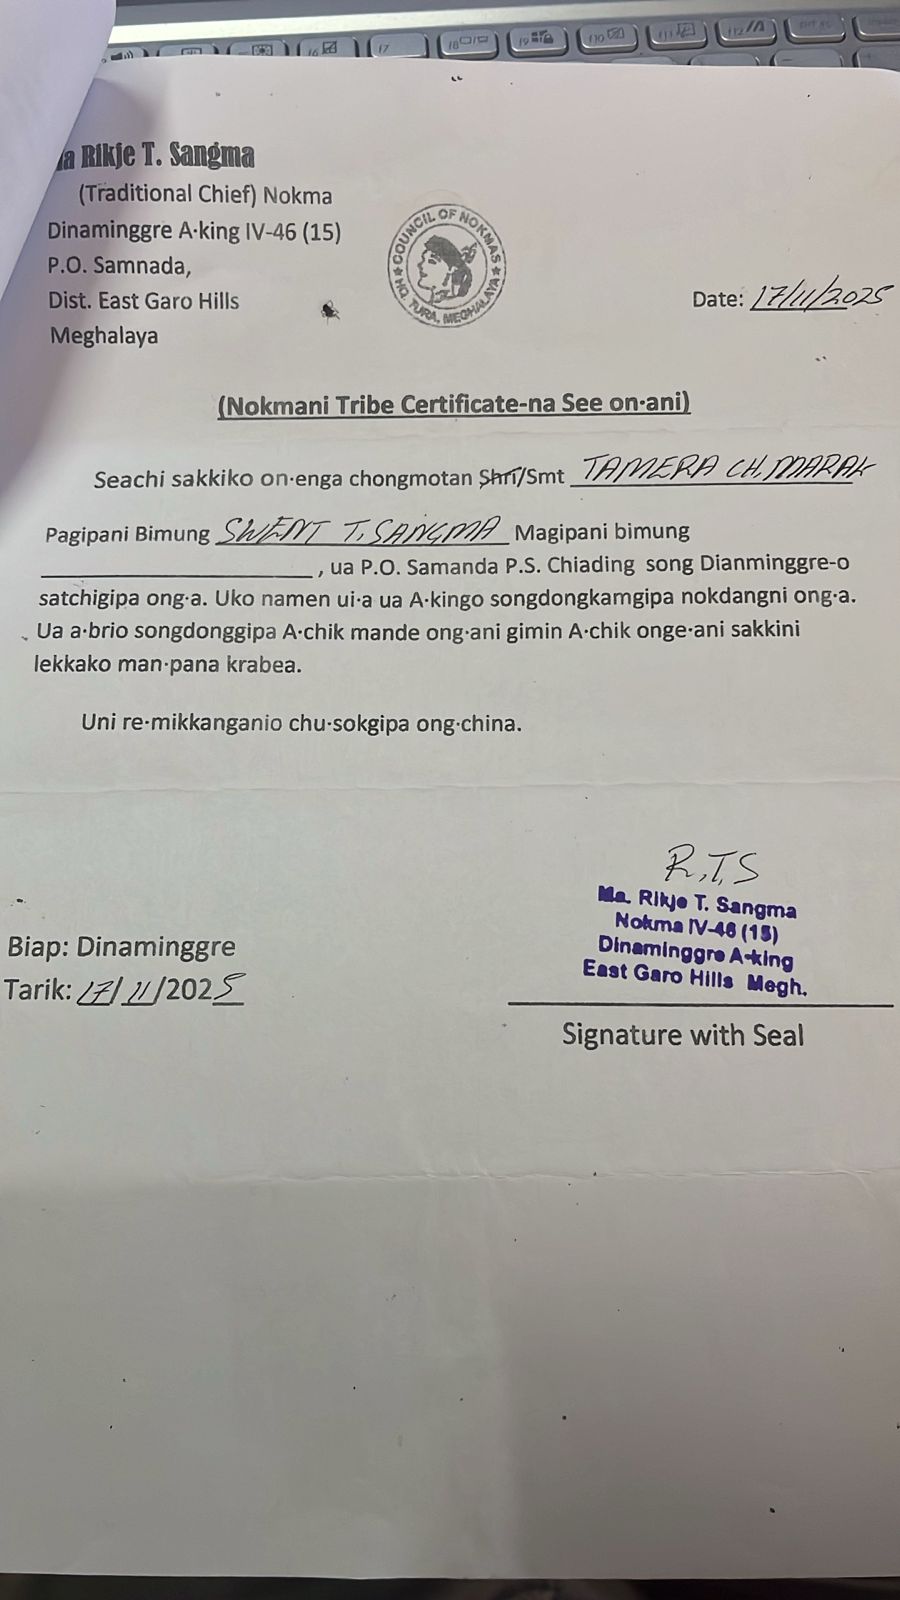 a Rikje T. Sangma
(Traditional Chief) Nokma
Dinaminggre A·king IV-46 (15)
P.O. Samnada,
Dist. East Garo Hills
Meghalaya
COUNCIL OF NOKMAS
HQ. TURA, MEGHALAYA
Date: 17/11/2025
(Nokmani Tribe Certificate-na See on·ani)
Seachi sakkiko on·enga chongmotan Shri/Smt TAMERA CH. MARAK
Pagipani Bimung SWENT T. SANGMA Magipani bimung
, ua P.O. Samanda P.S. Chiading song Dianminggre-o
satchigipa ong·a. Uko namen ui·a ua A·kingo songdongkamgipa nokdangni ong·a.
Ua a·brio songdonggipa A·chik mande ong·ani gimin A·chik onge·ani sakkini
lekkako man·pana krabea.
Uni re·mikkanganio chu·sokgipa ong·china.
R.T.S
Ma. Rikje T. Sangma
Nokma IV-46 (15)
Dinaminggre A·king
East Garo Hills Megh.
Biap: Dinaminggre
Tarik: 17/11/2025
Signature with Seal